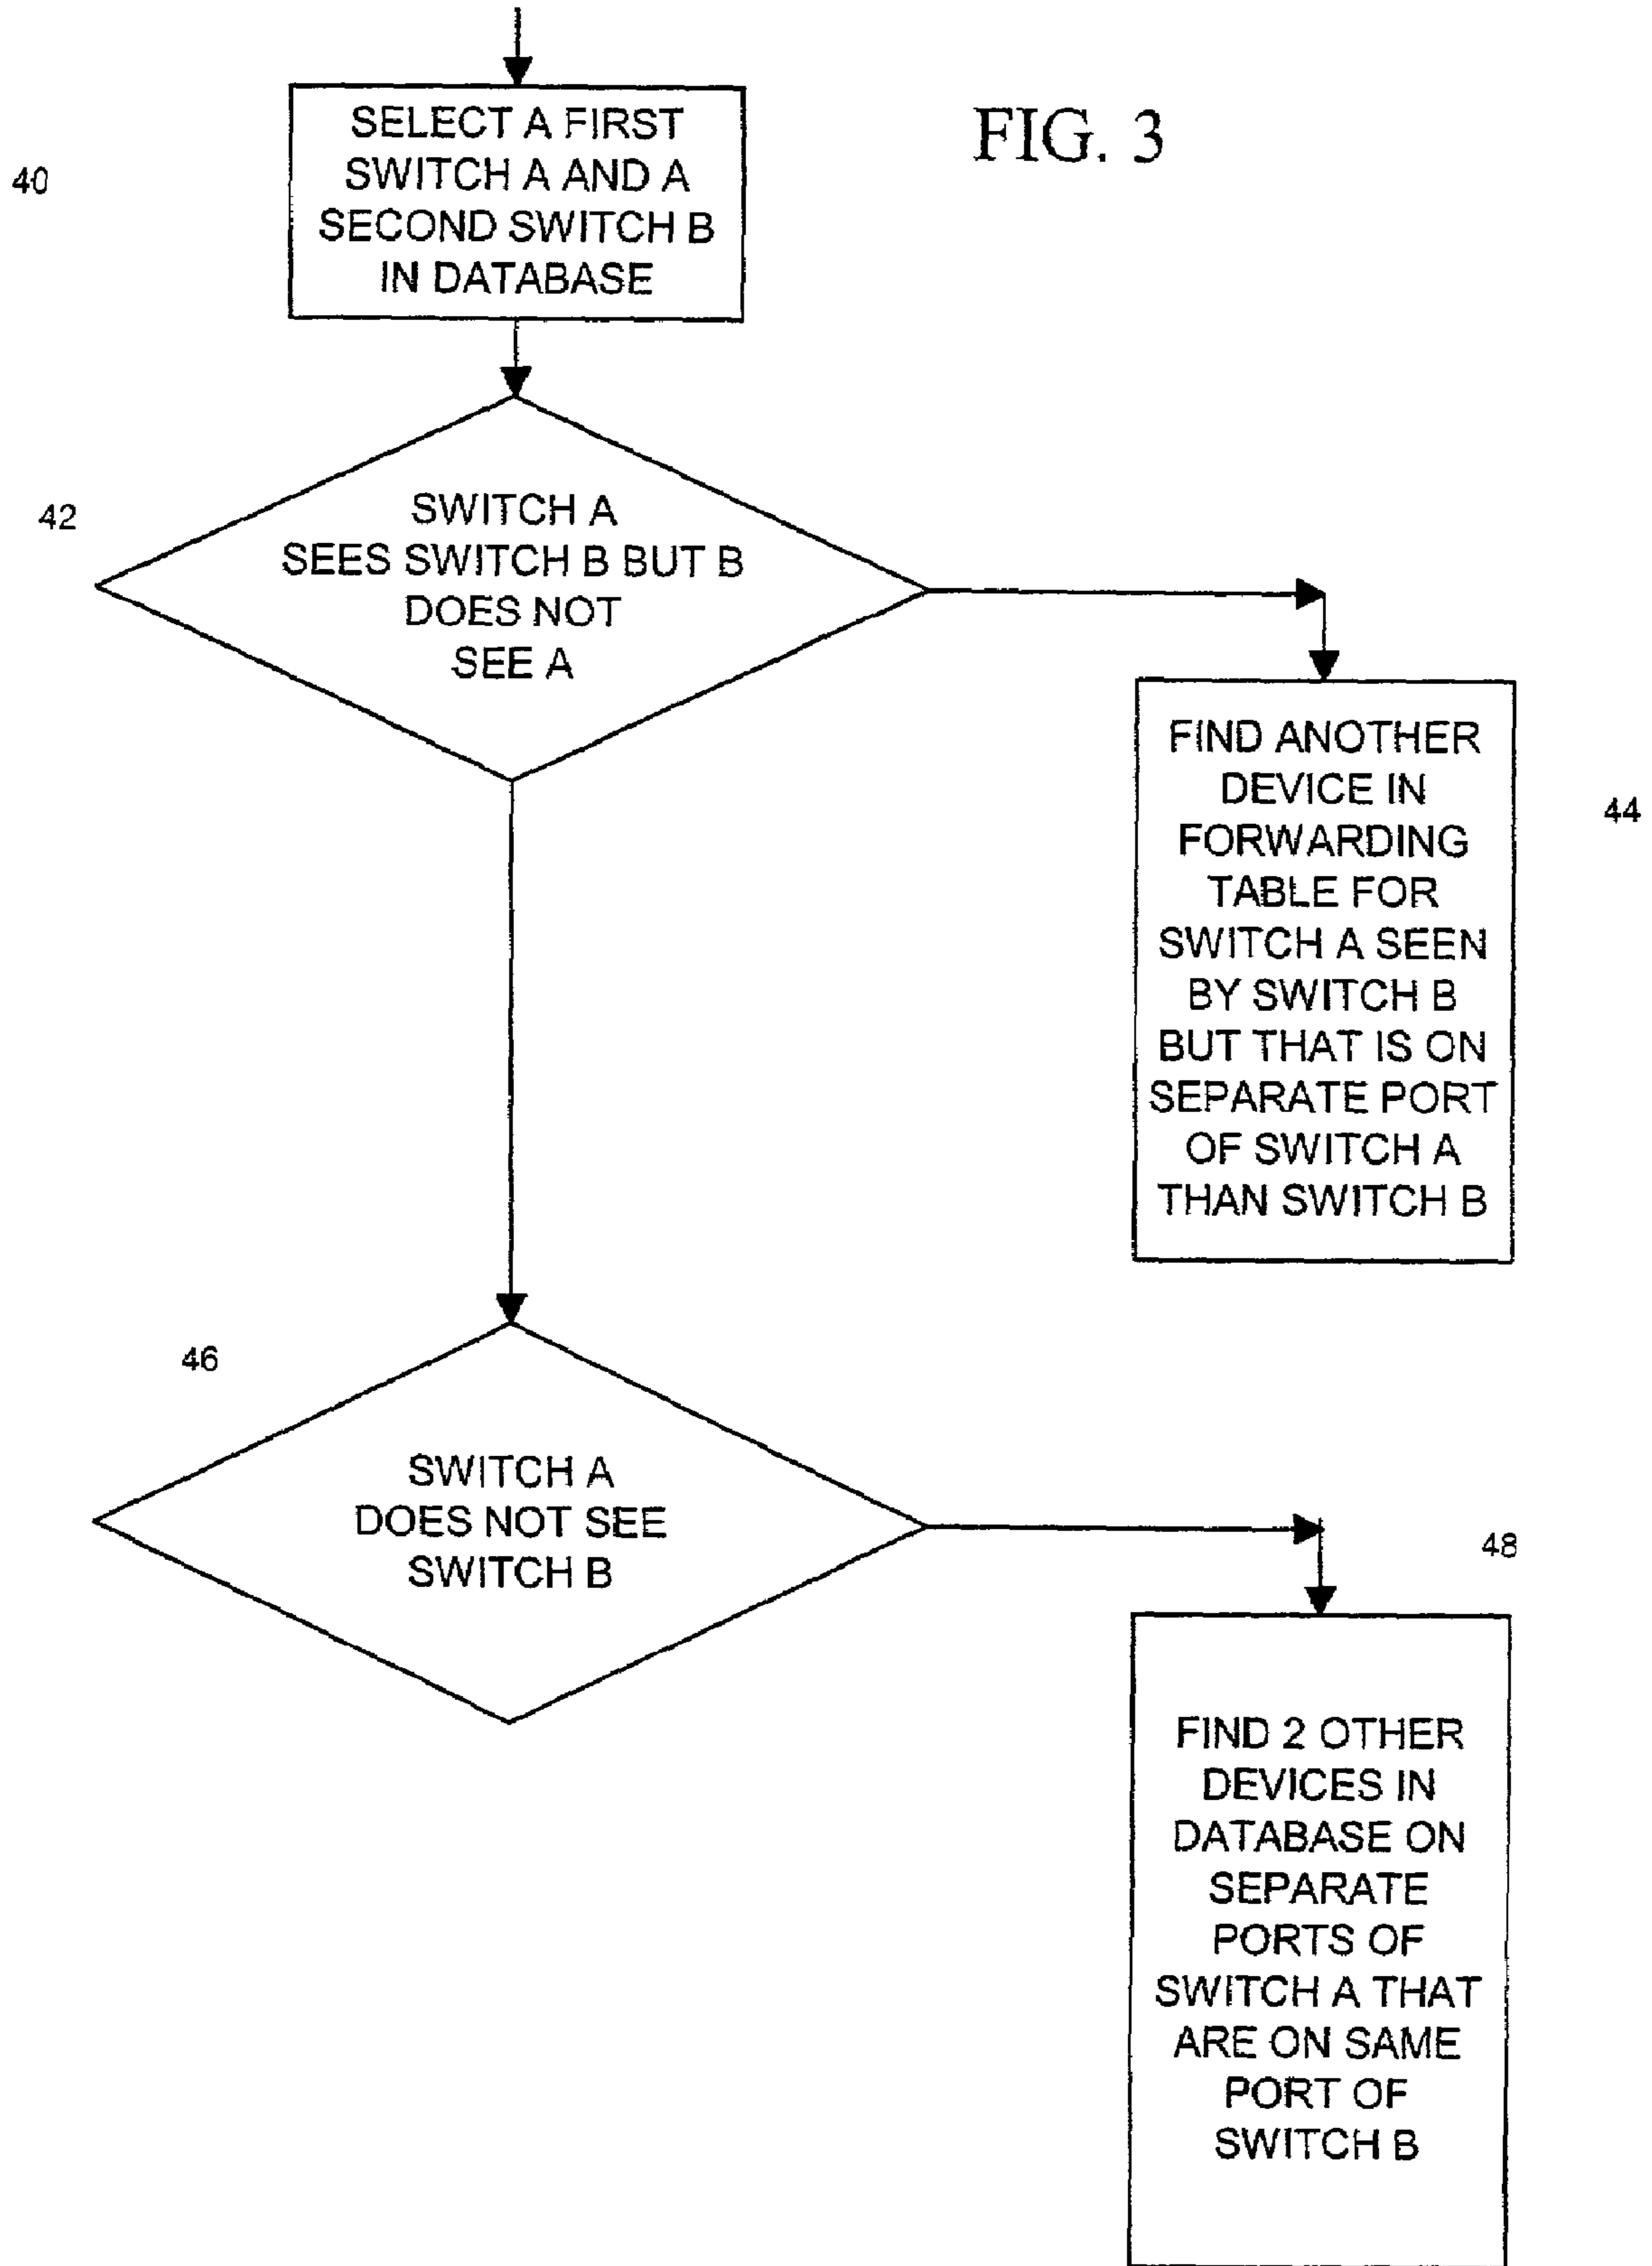 FIG. 3
40
SELECT A FIRST
SWITCH A AND A
SECOND SWITCH B
IN DATABASE
42
SWITCH A
SEES SWITCH B BUT B
DOES NOT
SEE A
44
FIND ANOTHER
DEVICE IN
FORWARDING
TABLE FOR
SWITCH A SEEN
BY SWITCH B
BUT THAT IS ON
SEPARATE PORT
OF SWITCH A
THAN SWITCH B
46
SWITCH A
DOES NOT SEE
SWITCH B
48
FIND 2 OTHER
DEVICES IN
DATABASE ON
SEPARATE
PORTS OF
SWITCH A THAT
ARE ON SAME
PORT OF
SWITCH B